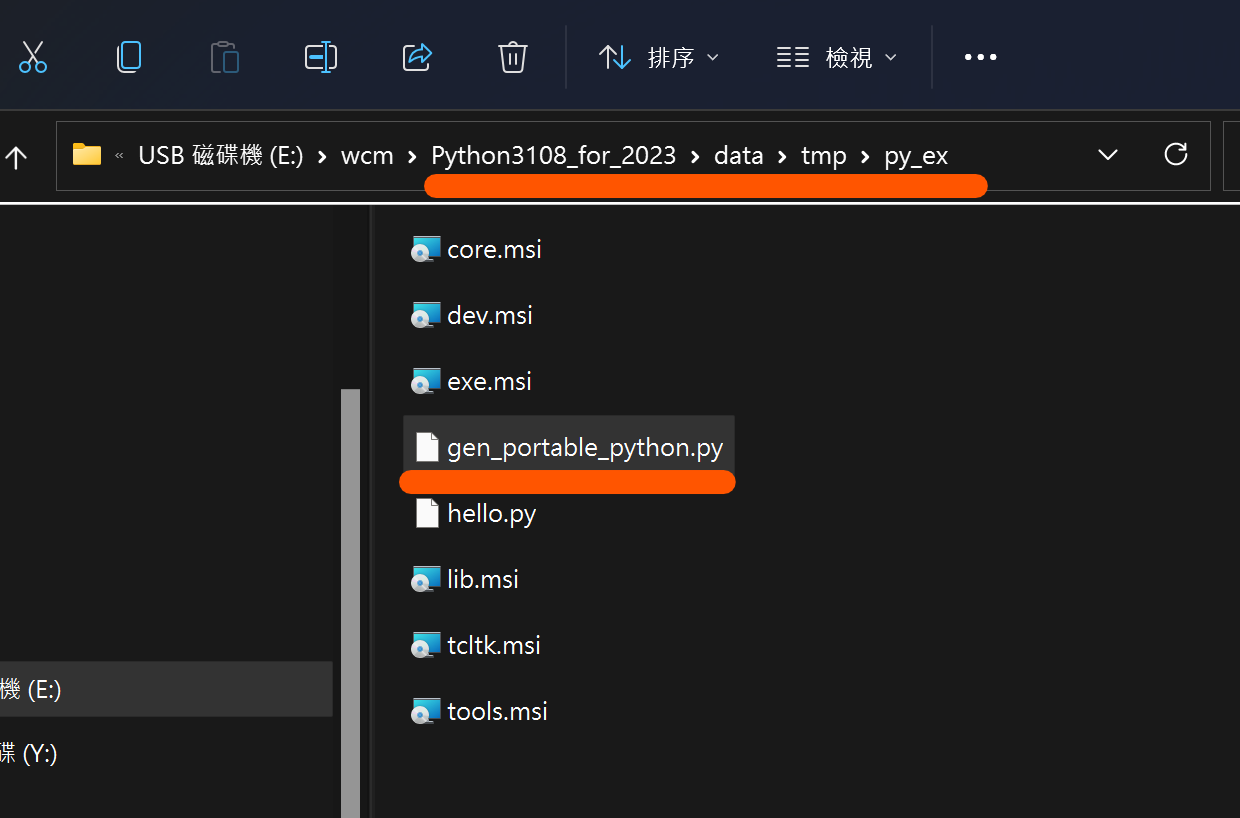 排序
檢視
« USB 磁碟機 (E:) › wcm › Python3108_for_2023 › data › tmp › py_ex
core.msi
dev.msi
exe.msi
gen_portable_python.py
hello.py
lib.msi
tcltk.msi
tools.msi
機 (E:)
碟 (Y:)